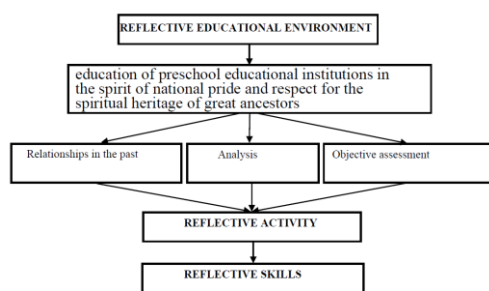 REFLECTIVE EDUCATIONAL ENVIRONMENT
education of preschool educational institutions in
the spirit of national pride and respect for the
spiritual heritage of great ancestors
Relationships in the past
Analysis
Objective assessment
REFLECTIVE ACTIVITY
REFLECTIVE SKILLS